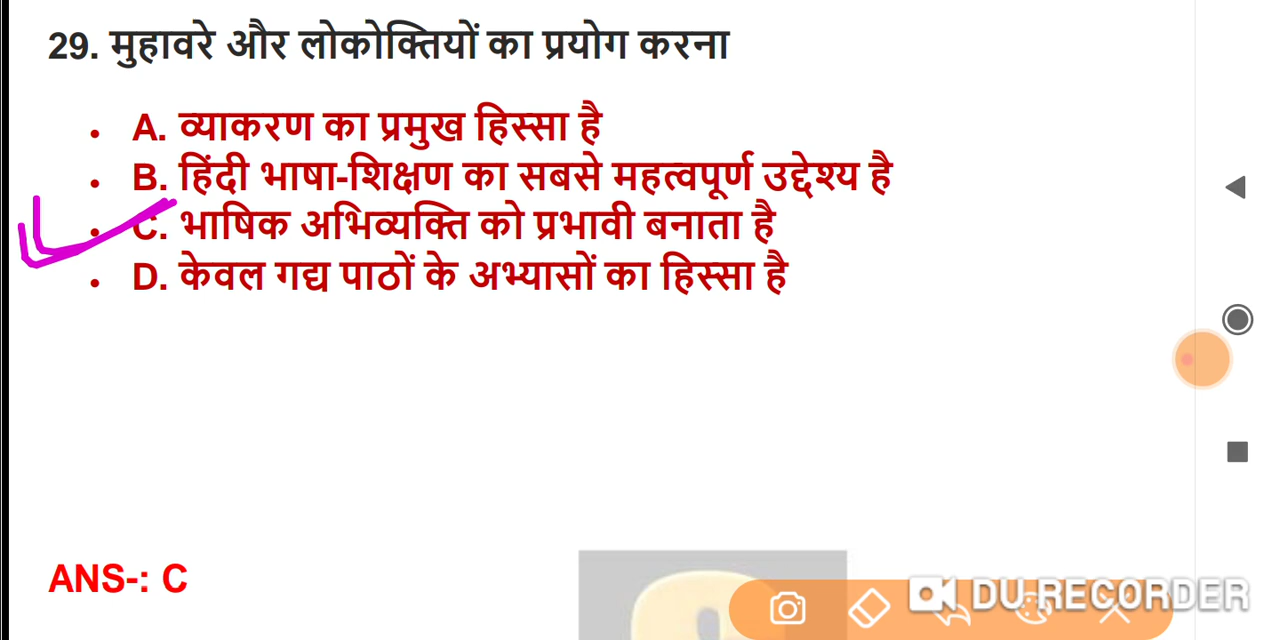 29. मुहावरे और लोकोक्तियों का प्रयोग करना
• A. व्याकरण का प्रमुख हिस्सा है
• B. हिंदी भाषा-शिक्षण का सबसे महत्वपूर्ण उद्देश्य है
• C. भाषिक अभिव्यक्ति को प्रभावी बनाता है
• D. केवल गद्य पाठों के अभ्यासों का हिस्सा है
ANS-: C
DU RECORDER